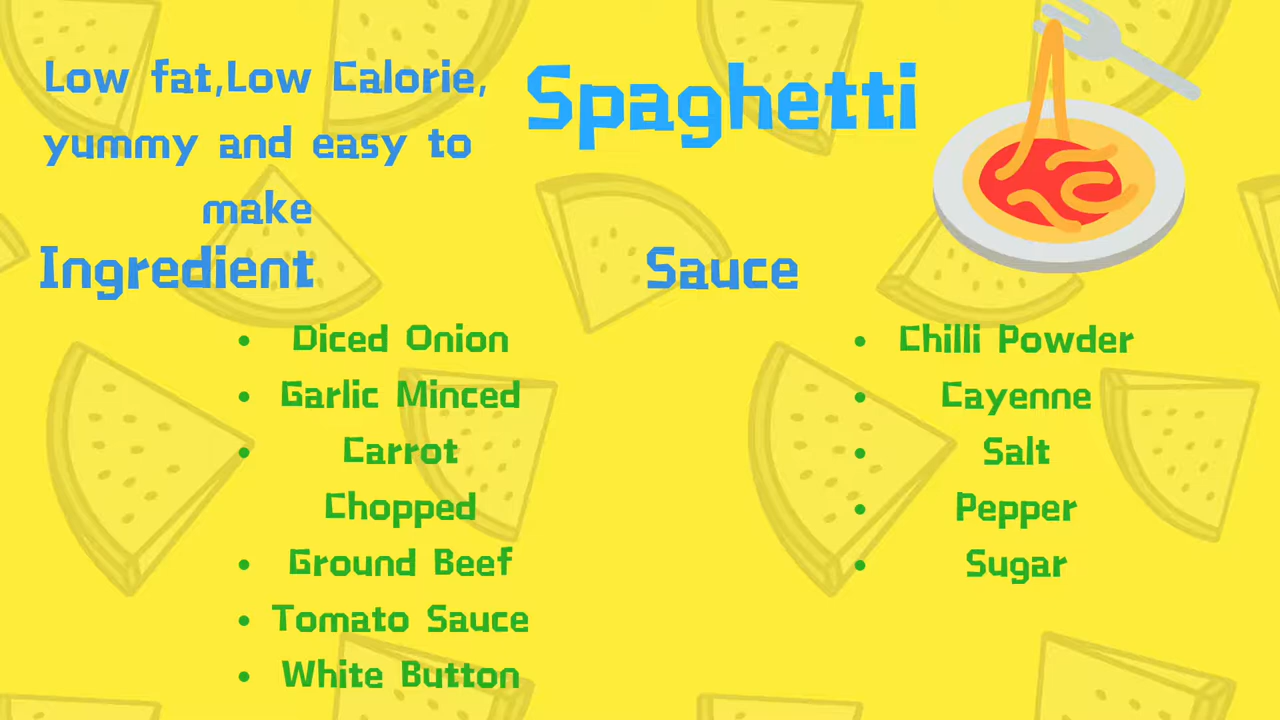 Low fat,Low Calorie,
yummy and easy to
make
Spaghetti
Ingredient
• Diced Onion
• Garlic Minced
• Carrot
Chopped
• Ground Beef
• Tomato Sauce
• White Button
Sauce
• Chilli Powder
• Cayenne
• Salt
• Pepper
• Sugar